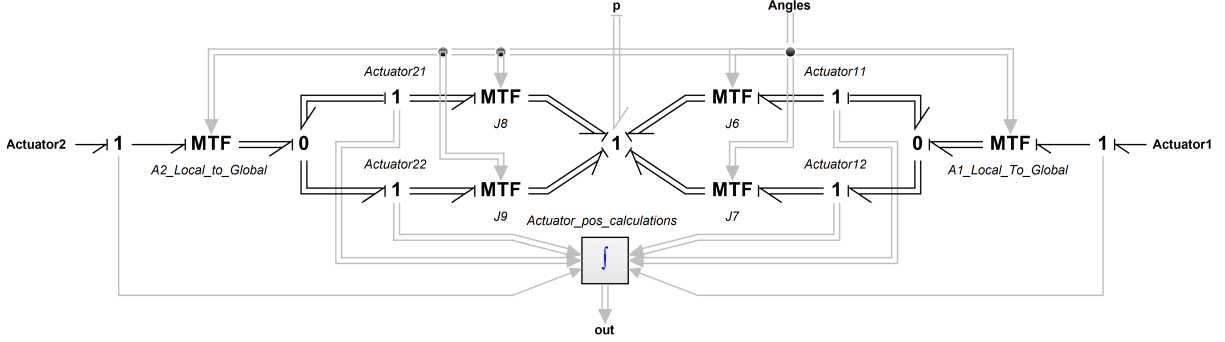 p Angles
Actuator21 Actuator11
1 MTF MTF 1
J8 J6
Actuator2 1 MTF 0 1 0 MTF 1 Actuator1
A2_Local_to_Global Actuator22 Actuator12 A1_Local_To_Global
1 MTF MTF 1
J9 J7
Actuator_pos_calculations
∫
out